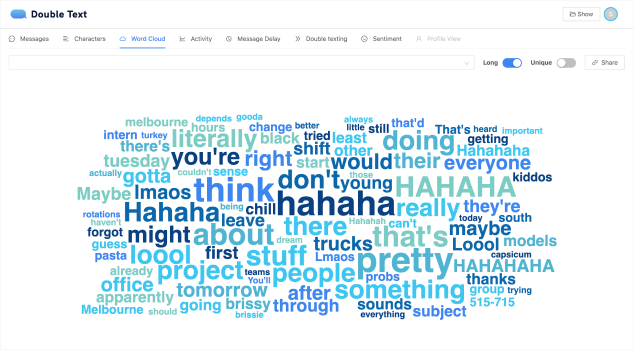 Double Text
Show
Messages Characters Word Cloud Activity Message Delay Double texting Sentiment Profile View
Long Unique Share
depends gooda always
melbourne hours change better little still that'd That's heard important
intern turkey literally black tried least doing getting
there's shift other Hahahaha
tuesday you're right start would their everyone
actually gotta couldn't sense don't those young HAHAHA kiddos
Maybe lmaos think hahaha really they're
rotations Hahaha being chill Hahahah can't today south
haven't leave there maybe
forgot might about dream that's Loool models
guess loool first stuff trucks pretty capsicum
pasta Lmaos HAHAHAHA
already project teams You'll people probs thanks
office tomorrow after something group trying
apparently going brissy through sounds 515-715
Melbourne should brissie everything subject